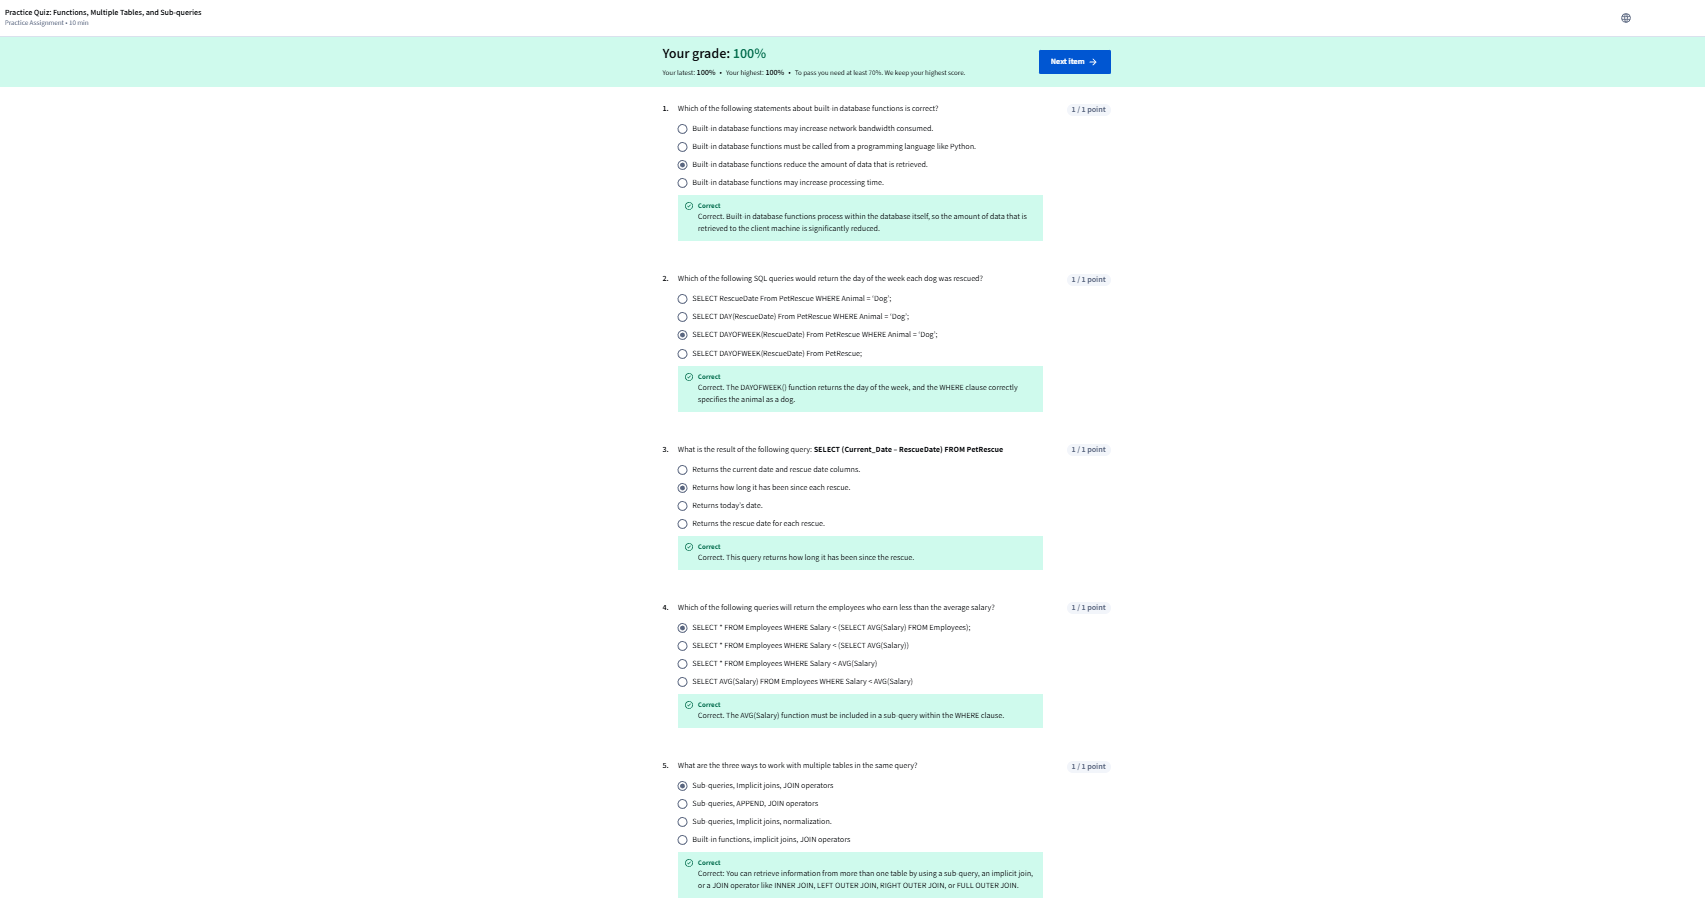 Practice Quiz: Functions, Multiple Tables, and Sub-queries
Practice Assignment • 10 min
Your grade: 100%
Your latest: 100% • Your highest: 100% • To pass you need at least 70%. We keep your highest score.
Next item →
1. Which of the following statements about built-in database functions is correct?
1 / 1 point
Built-in database functions may increase network bandwidth consumed.
Built-in database functions must be called from a programming language like Python.
Built-in database functions reduce the amount of data that is retrieved.
Built-in database functions may increase processing time.
Correct
Correct. Built-in database functions process within the database itself, so the amount of data that is
retrieved to the client machine is significantly reduced.
2. Which of the following SQL queries would return the day of the week each dog was rescued?
1 / 1 point
SELECT RescueDate From PetRescue WHERE Animal = 'Dog';
SELECT DAY(RescueDate) From PetRescue WHERE Animal = 'Dog';
SELECT DAYOFWEEK(RescueDate) From PetRescue WHERE Animal = 'Dog';
SELECT DAYOFWEEK(RescueDate) From PetRescue;
Correct
Correct. The DAYOFWEEK() function returns the day of the week, and the WHERE clause correctly
specifies the animal as a dog.
3. What is the result of the following query: SELECT (Current_Date – RescueDate) FROM PetRescue
1 / 1 point
Returns the current date and rescue date columns.
Returns how long it has been since each rescue.
Returns today's date.
Returns the rescue date for each rescue.
Correct
Correct. This query returns how long it has been since the rescue.
4. Which of the following queries will return the employees who earn less than the average salary?
1 / 1 point
SELECT * FROM Employees WHERE Salary < (SELECT AVG(Salary) FROM Employees);
SELECT * FROM Employees WHERE Salary < (SELECT AVG(Salary))
SELECT * FROM Employees WHERE Salary < AVG(Salary)
SELECT AVG(Salary) FROM Employees WHERE Salary < AVG(Salary)
Correct
Correct. The AVG(Salary) function must be included in a sub-query within the WHERE clause.
5. What are the three ways to work with multiple tables in the same query?
1 / 1 point
Sub-queries, Implicit joins, JOIN operators
Sub-queries, APPEND, JOIN operators
Sub-queries, Implicit joins, normalization.
Built-in functions, implicit joins, JOIN operators
Correct
Correct: You can retrieve information from more than one table by using a sub-query, an implicit join,
or a JOIN operator like INNER JOIN, LEFT OUTER JOIN, RIGHT OUTER JOIN, or FULL OUTER JOIN.